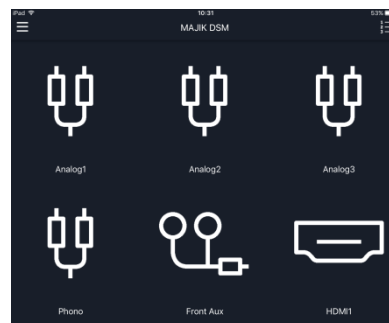 iPad 10:31 53%
MAJIK DSM
Analog1 Analog2 Analog3
Phono Front Aux HDMI1